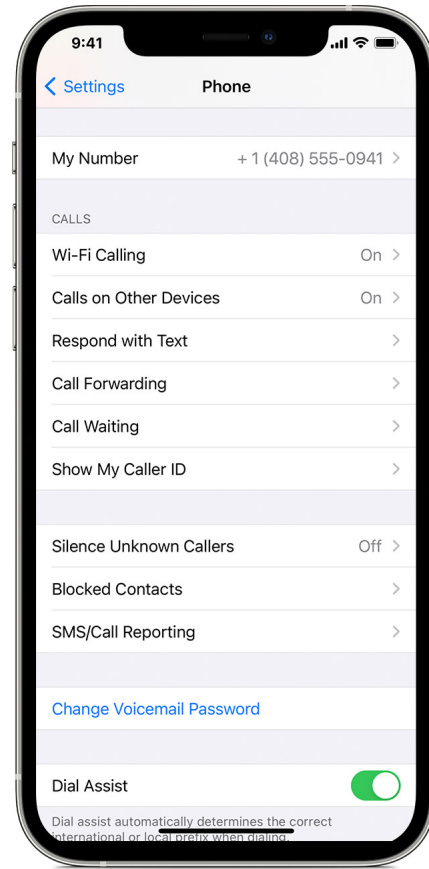 9:41
Settings
Phone
My Number + 1 (408) 555-0941
CALLS
Wi-Fi Calling On
Calls on Other Devices On
Respond with Text
Call Forwarding
Call Waiting
Show My Caller ID
Silence Unknown Callers Off
Blocked Contacts
SMS/Call Reporting
Change Voicemail Password
Dial Assist
Dial assist automatically determines the correct
international or local prefix when dialing.